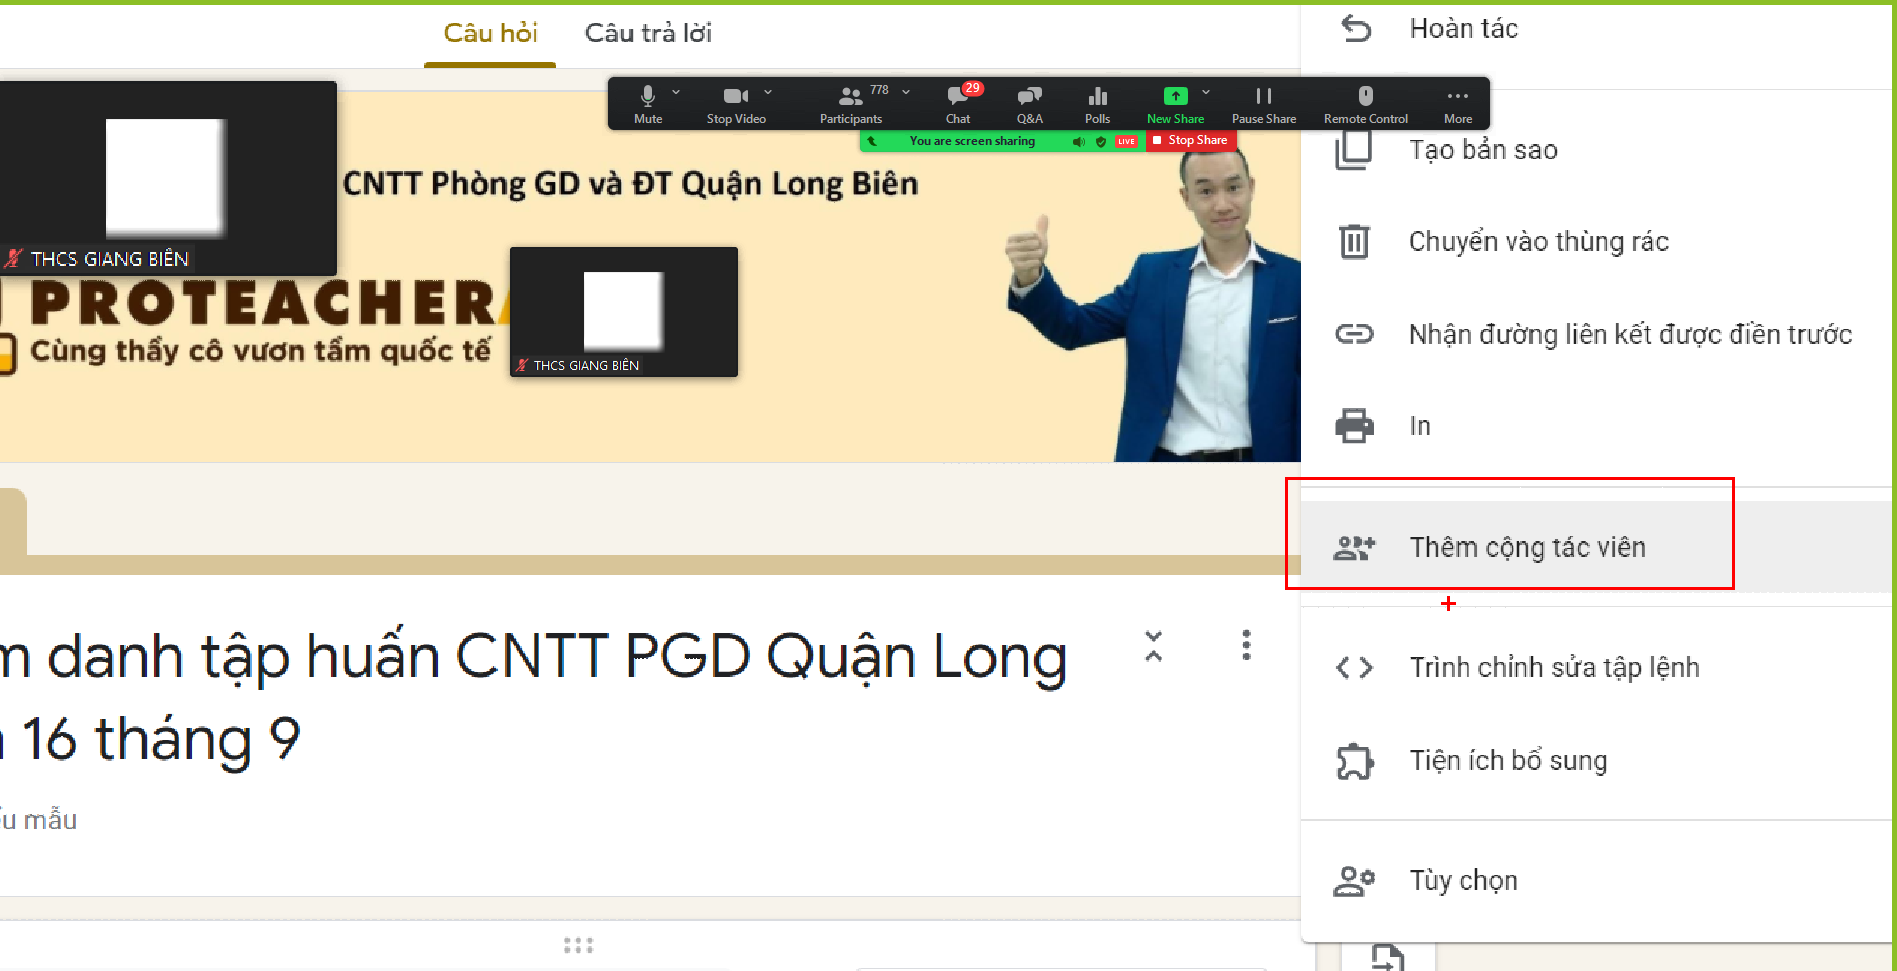 Câu hỏi
Câu trả lời
Hoàn tác
778
29
Mute
Stop Video
Participants
Chat
Q&A
Polls
New Share
Pause Share
Remote Control
More
You are screen sharing
LIVE
Stop Share
Tạo bản sao
CNTT Phòng GD và ĐT Quận Long Biên
Chuyển vào thùng rác
THCS GIANG BIÊN
PROTEACHER
Nhận đường liên kết được điền trước
Cùng thầy cô vươn tầm quốc tế
THCS GIANG BIÊN
In
Thêm cộng tác viên
m danh tập huấn CNTT PGD Quận Long
16 tháng 9
Trình chỉnh sửa tập lệnh
Tiện ích bổ sung
ểu mẫu
Tùy chọn